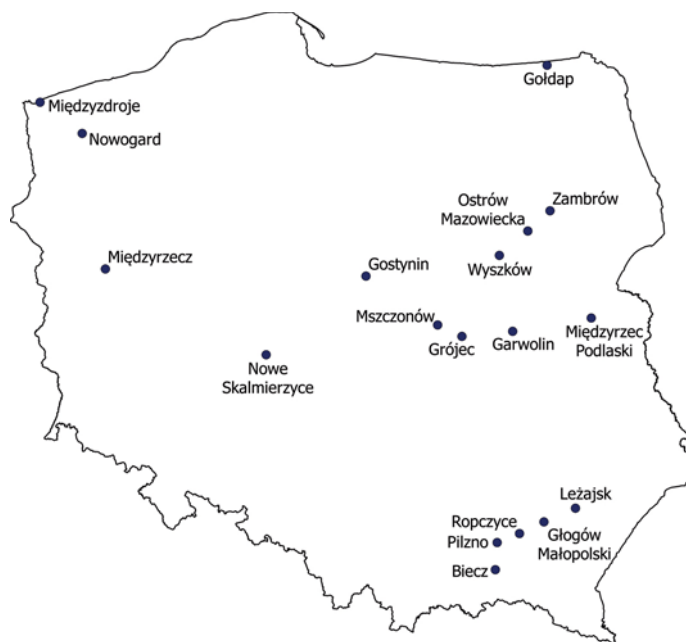 Gołdap
Międzyzdroje
Nowogard
Ostrów
Mazowiecka
Zambrów
Międzyrzecz
Gostynin
Wyszków
Mszczonów
Grójec
Garwolin
Międzyrzec
Podlaski
Nowe
Skalmierzyce
Leżajsk
Ropczyce
Głogów
Małopolski
Pilzno
Biecz